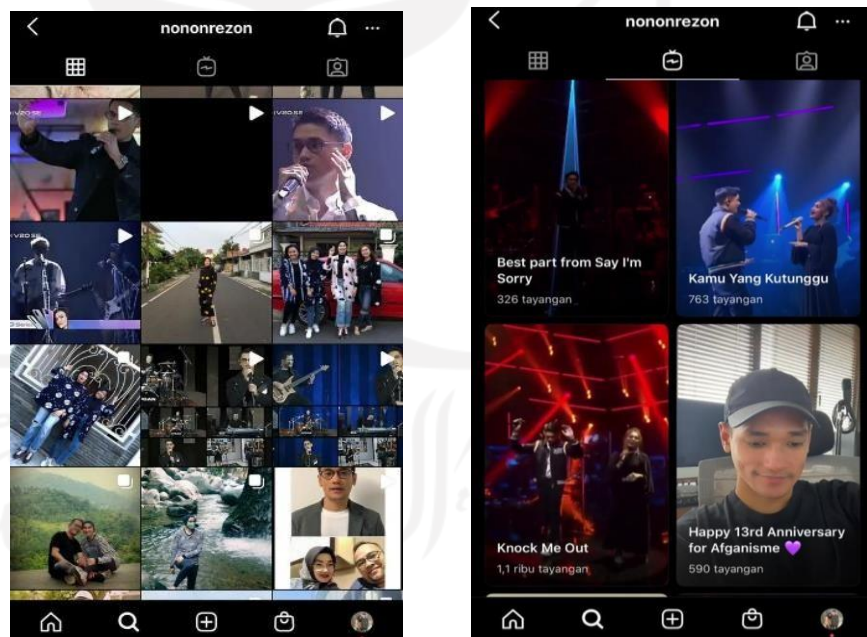 nononrezon
nononrezon
Best part from Say I'm
Sorry
326 tayangan
Kamu Yang Kutunggu
763 tayangan
Knock Me Out
1,1 ribu tayangan
Happy 13rd Anniversary
for Afganisme 💜
590 tayangan